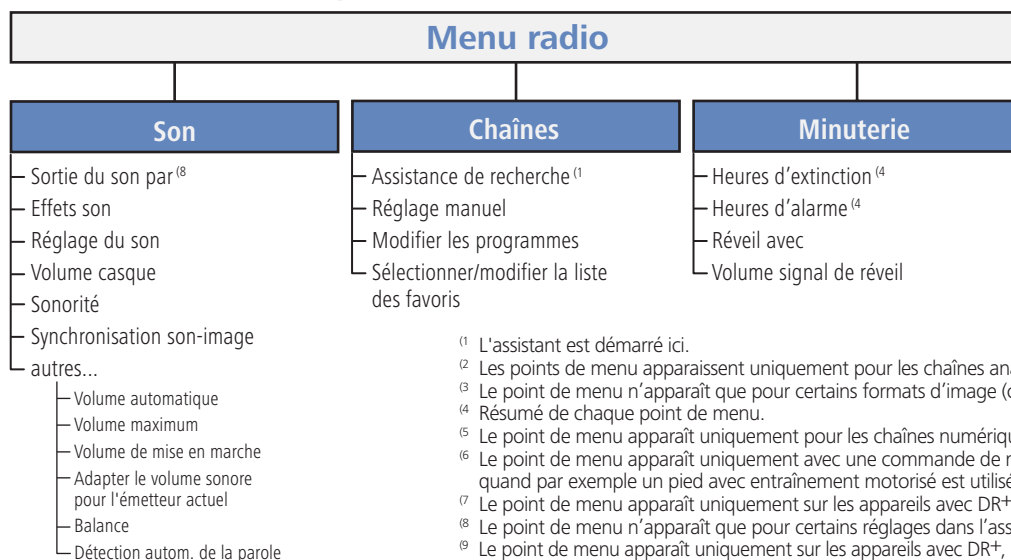 Menu radio
Son
Sortie du son par (8
Effets son
Réglage du son
Volume casque
Sonorité
Synchronisation son-image
autres...
Volume automatique
Volume maximum
Volume de mise en marche
Adapter le volume sonore
pour l'émetteur actuel
Balance
Détection autom. de la parole
Chaînes
Assistance de recherche (1
Réglage manuel
Modifier les programmes
Sélectionner/modifier la liste
des favoris
Minuterie
Heures d'extinction (4
Heures d'alarme (4
Réveil avec
Volume signal de réveil
(1 L'assistant est démarré ici.
(2 Les points de menu apparaissent uniquement pour les chaînes
(3 Le point de menu n'apparaît que pour certains formats d'image
(4 Résumé de chaque point de menu.
(5 Le point de menu apparaît uniquement pour les chaînes
(6 Le point de menu apparaît uniquement avec une commande de
quand par exemple un pied avec entraînement motorisé est
(7 Le point de menu apparaît uniquement sur les appareils avec DR+
(8 Le point de menu n'apparaît que pour certains réglages dans
(9 Le point de menu apparaît uniquement sur les appareils avec DR+,